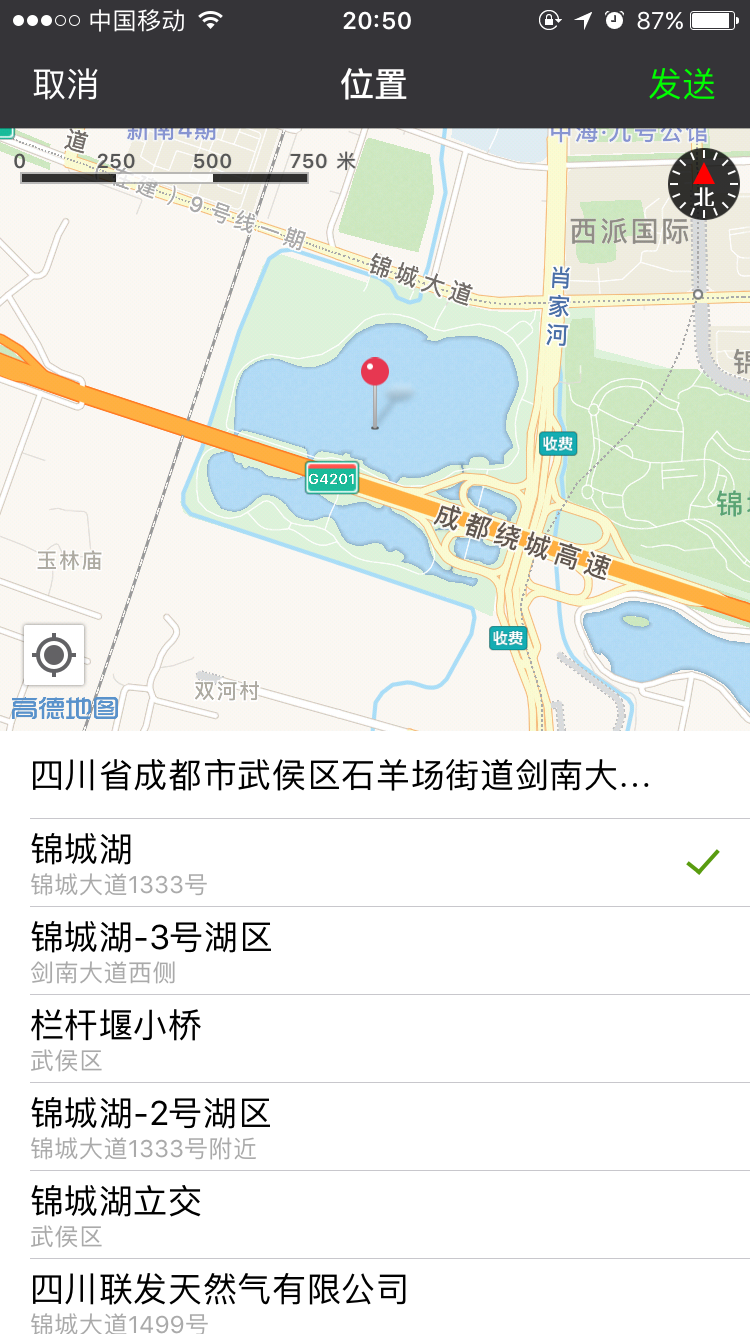 中国移动
20:50
87%
取消
位置
发送
道
新南4期
中海·九号公馆
0 250 500 750 米
在建）9号线一期
北
西派国际
锦城大道
肖家河
锦
收费
G4201
锦
成都绕城高速
玉林庙
收费
双河村
高德地图
四川省成都市武侯区石羊场街道剑南大...
锦城湖
锦城大道1333号
锦城湖-3号湖区
剑南大道西侧
栏杆堰小桥
武侯区
锦城湖-2号湖区
锦城大道1333号附近
锦城湖立交
武侯区
四川联发天然气有限公司
锦城大道1499号